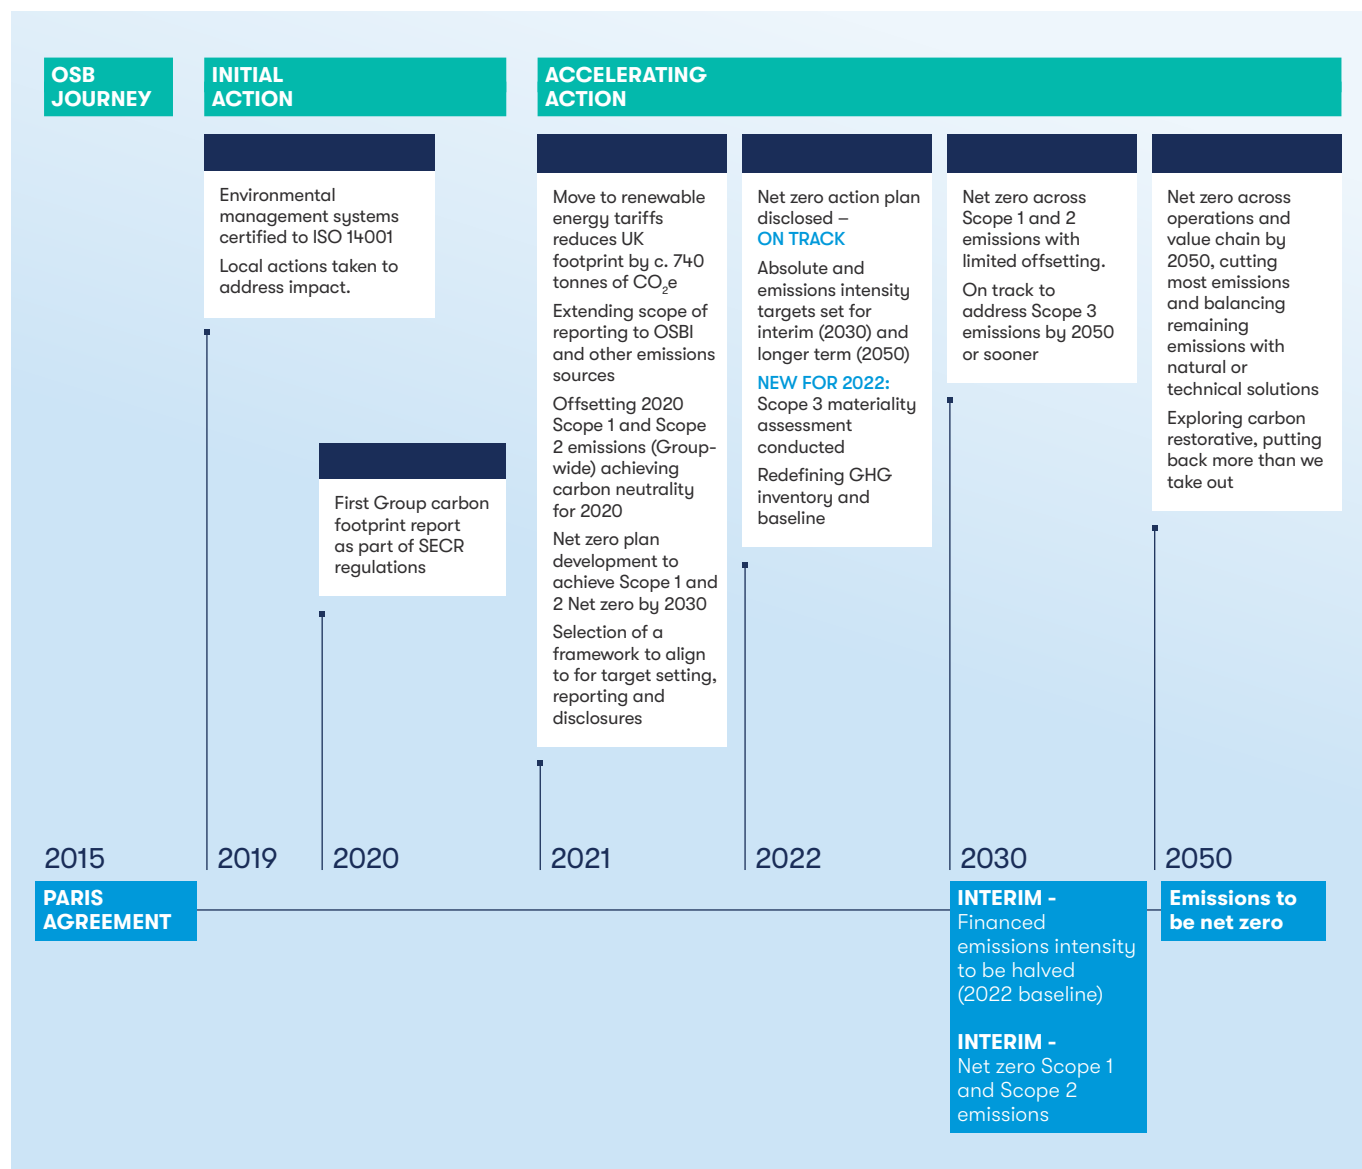 OSB
JOURNEY
INITIAL
ACTION
ACCELERATING
ACTION
Environmental
management systems
certified to ISO 14001
Local actions taken to
address impact.
First Group carbon
footprint report
as part of SECR
regulations
Move to renewable
energy tariffs
reduces UK
footprint by c. 740
tonnes of CO₂e
Extending scope of
reporting to OSBI
and other emissions
sources
Offsetting 2020
Scope 1 and Scope
2 emissions (Group-
wide) achieving
carbon neutrality
for 2020
Net zero plan
development to
achieve Scope 1 and
2 Net zero by 2030
Selection of a
framework to align
to for target setting,
reporting and
disclosures
Net zero action plan
disclosed –
ON TRACK
Absolute and
emissions intensity
targets set for
interim (2030) and
longer term (2050)
NEW FOR 2022:
Scope 3 materiality
assessment
conducted
Redefining GHG
inventory and
baseline
Net zero across
Scope 1 and 2
emissions with
limited offsetting.
On track to
address Scope 3
emissions by 2050
or sooner
Net zero across
operations and
value chain by
2050, cutting
most emissions
and balancing
remaining
emissions with
natural or
technical solutions
Exploring carbon
restorative, putting
back more than we
take out
2015
2019
2020
2021
2022
2030
2050
PARIS
AGREEMENT
INTERIM -
Financed
emissions intensity
to be halved
(2022 baseline)
INTERIM -
Net zero Scope 1
and Scope 2
emissions
Emissions to
be net zero